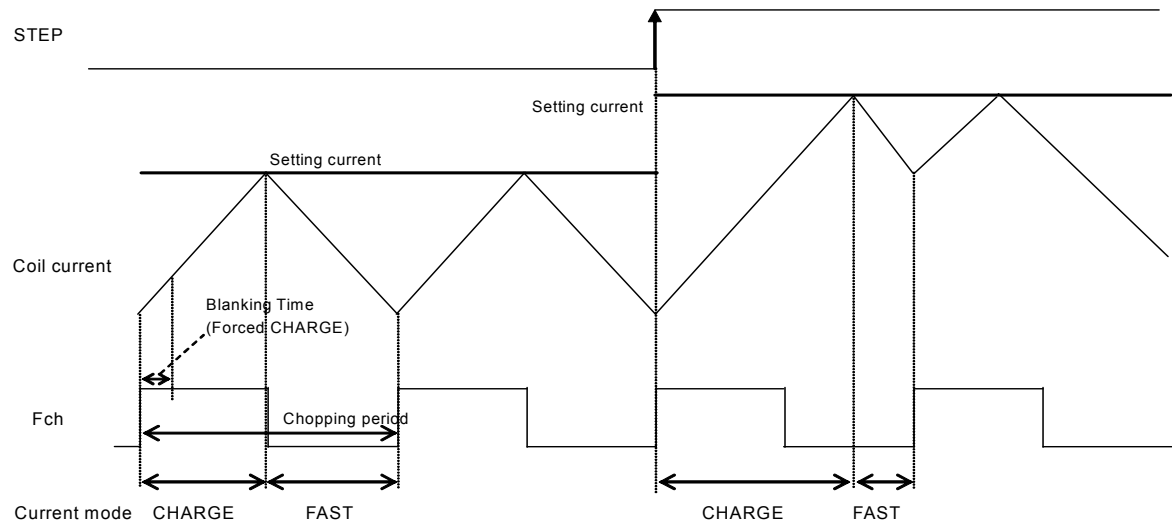 STEP
Setting current
Setting current
Coil current
Blanking Time
(Forced CHARGE)
Fch
Chopping period
Current mode CHARGE FAST CHARGE FAST